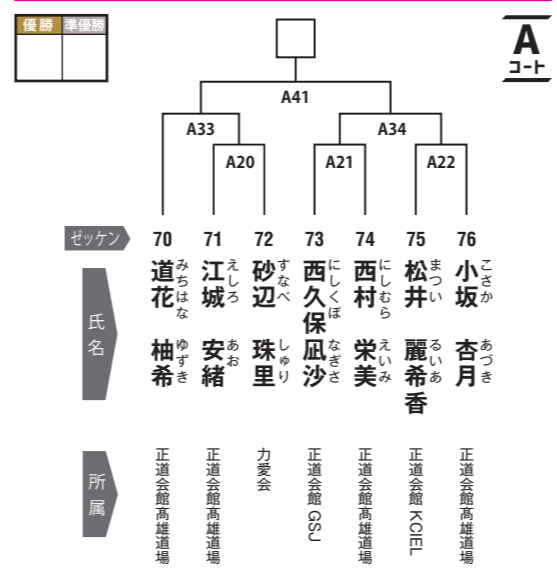 優勝 準優勝
A
コート
A41
A33 A34
A20 A21 A22
ゼッケン 70 71 72 73 74 75 76
氏名
道花 柚希 みちはな ゆずき
江城 安緒 えしろ あお
砂辺 珠里 すなべ しゅり
西久保 凪沙 にしくぼ なぎさ
西村 栄美 にしむら えいみ
松井 麗希香 まつい るいあ
小坂 杏月 こさか あづき
所属
正道会館髙雄道場
正道会館髙雄道場
力愛会
正道会館 GSJ
正道会館髙雄道場
正道会館 KCIEL
正道会館髙雄道場